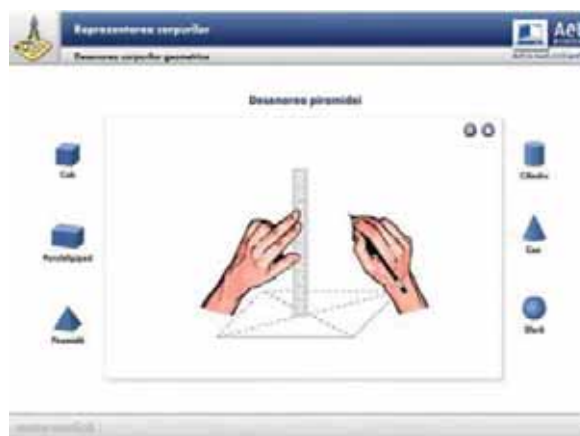 Reprezentarea corpurilor
Desenarea corpurilor geometrice
Desenarea piramidei
Cub
Paralelipiped
Piramidă
Cilindru
Con
Sferă